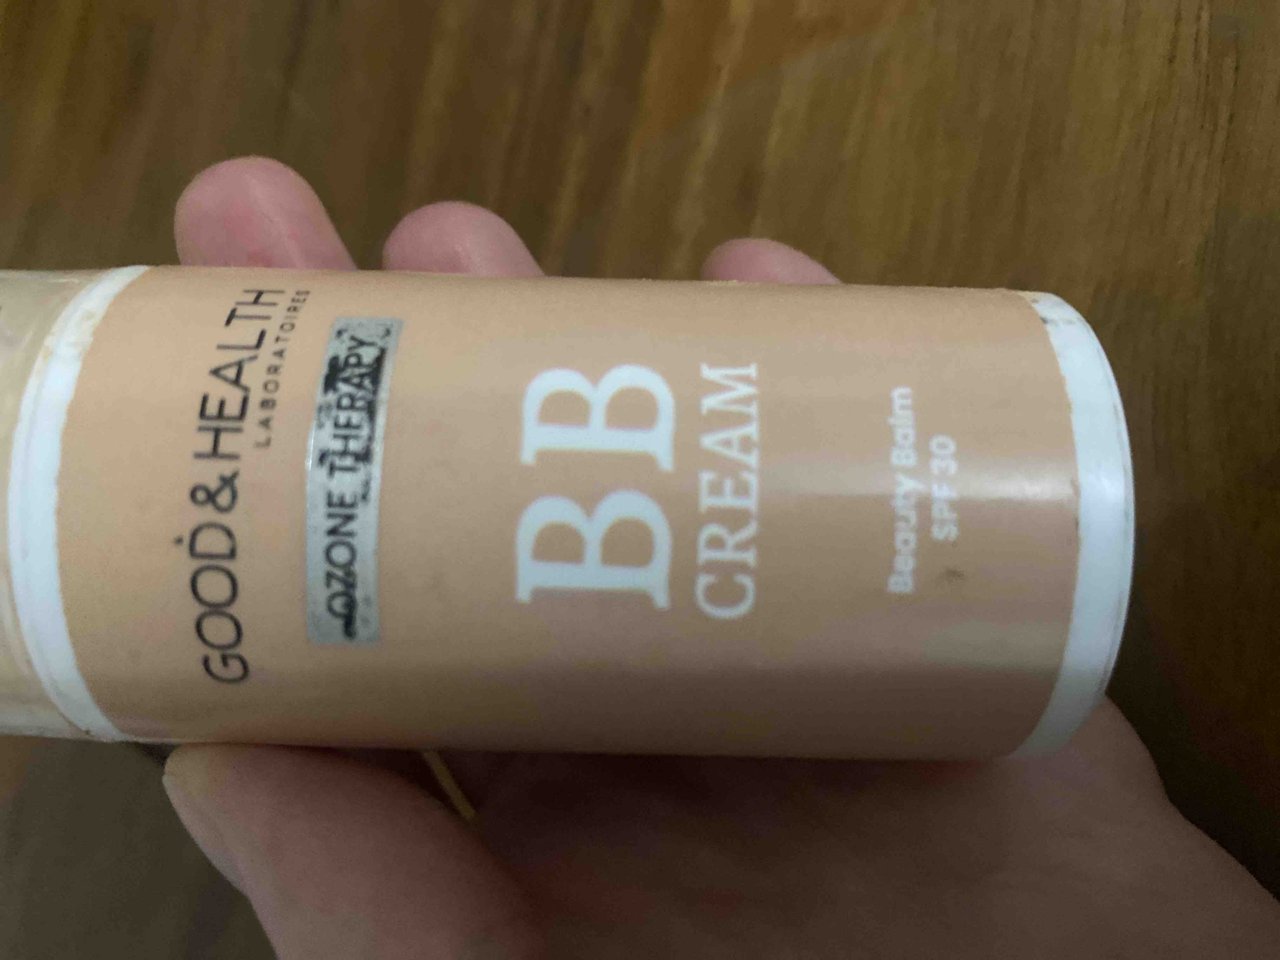 GOOD & HEALTH
LABORATOIRES
OZONE THERAPY
BB
CREAM
Beauty Balm
SPF 30